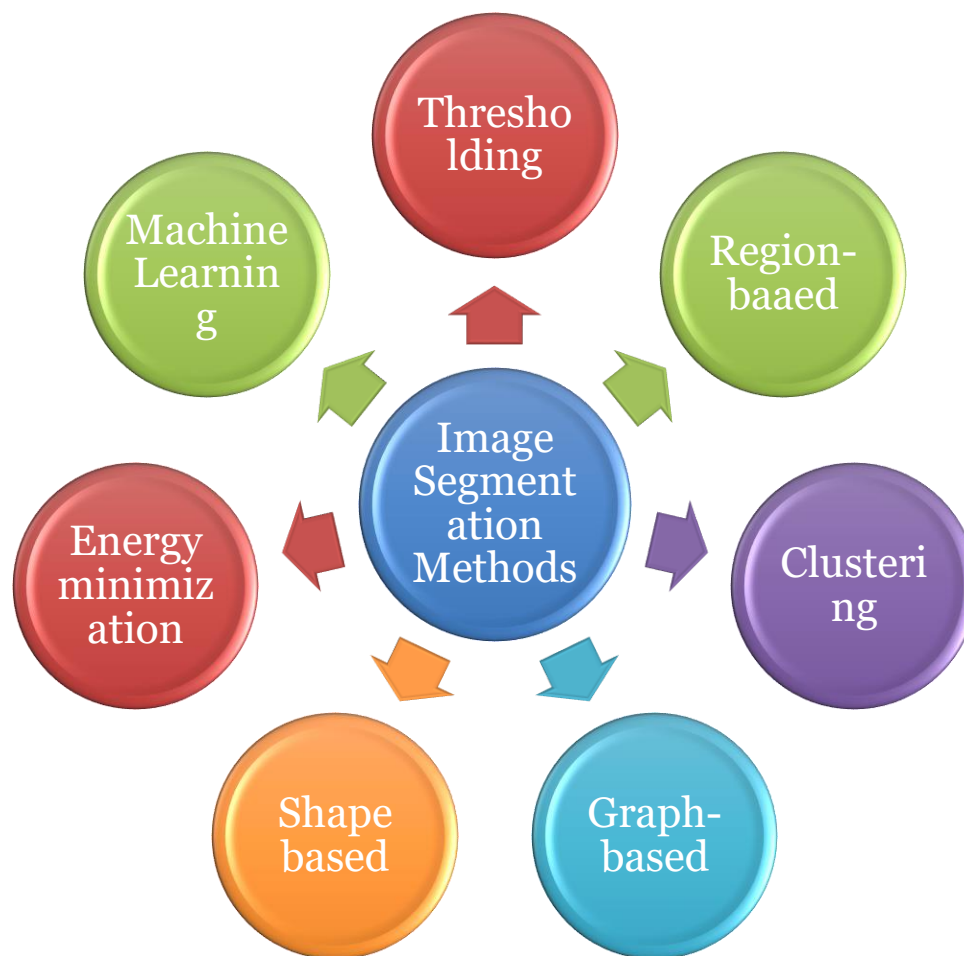 Thresho
lding
Region-
baaed
Clusteri
ng
Graph-
based
Shape
based
Energy
minimiz
ation
Machine
Learnin
g
Image
Segment
ation
Methods